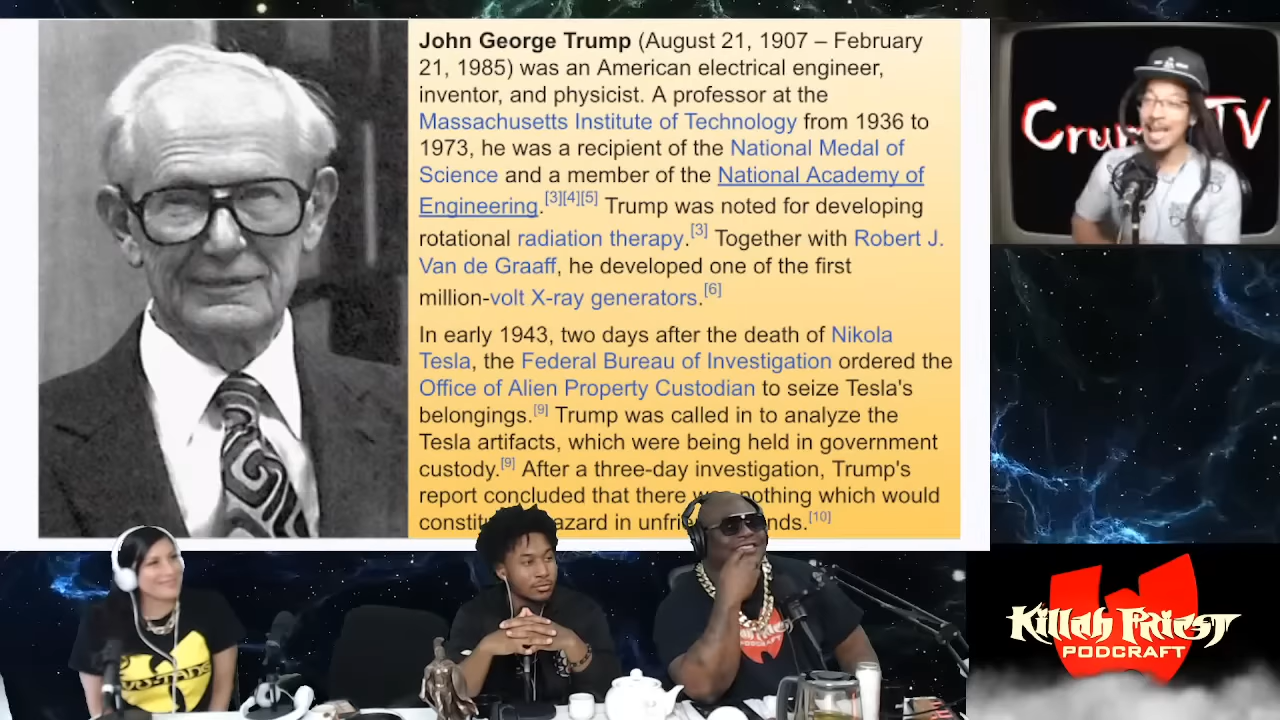 John George Trump (August 21, 1907 – February
21, 1985) was an American electrical engineer,
inventor, and physicist. A professor at the
Massachusetts Institute of Technology from 1936 to
1973, he was a recipient of the National Medal of
Science and a member of the National Academy of
Engineering.[3][4][5] Trump was noted for developing
rotational radiation therapy.[3] Together with Robert J.
Van de Graaff, he developed one of the first
million-volt X-ray generators.[6]
In early 1943, two days after the death of Nikola
Tesla, the Federal Bureau of Investigation ordered the
Office of Alien Property Custodian to seize Tesla's
belongings.[9] Trump was called in to analyze the
Tesla artifacts, which were being held in government
custody.[9] After a three-day investigation, Trump's
report concluded that there nothing which would
in [10]
TV
Killah Priest
PODCRAFT
PODCRAFT